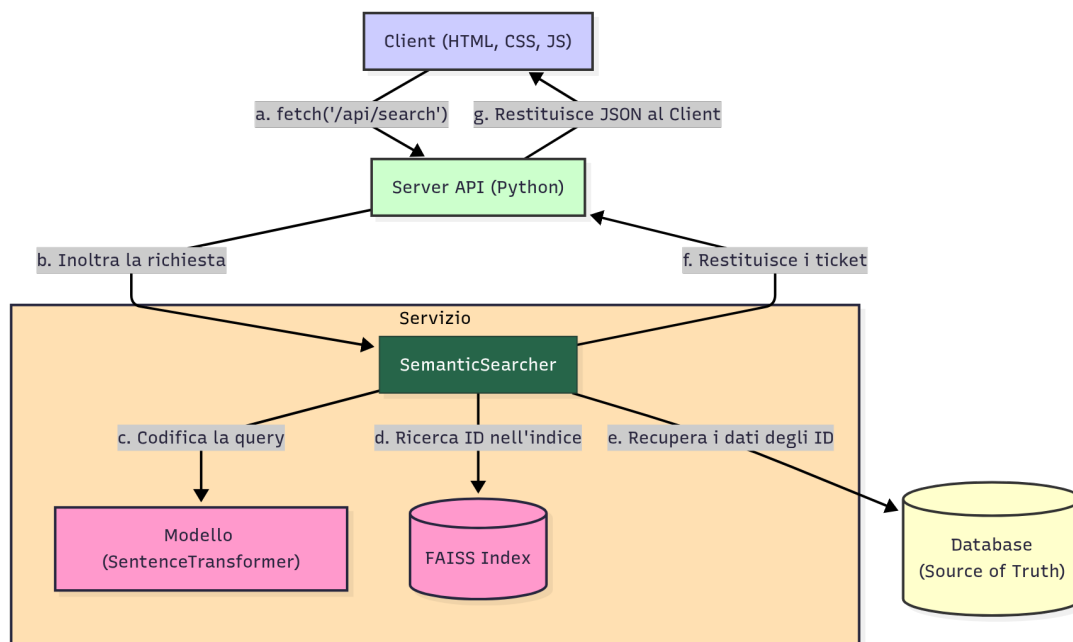 Client (HTML, CSS, JS)
a. fetch('/api/search')
g. Restituisce JSON al Client
Server API (Python)
b. Inoltra la richiesta
f. Restituisce i ticket
Servizio
SemanticSearcher
c. Codifica la query
d. Ricerca ID nell'indice
e. Recupera i dati degli ID
Modello
(SentenceTransformer)
FAISS Index
Database
(Source of Truth)